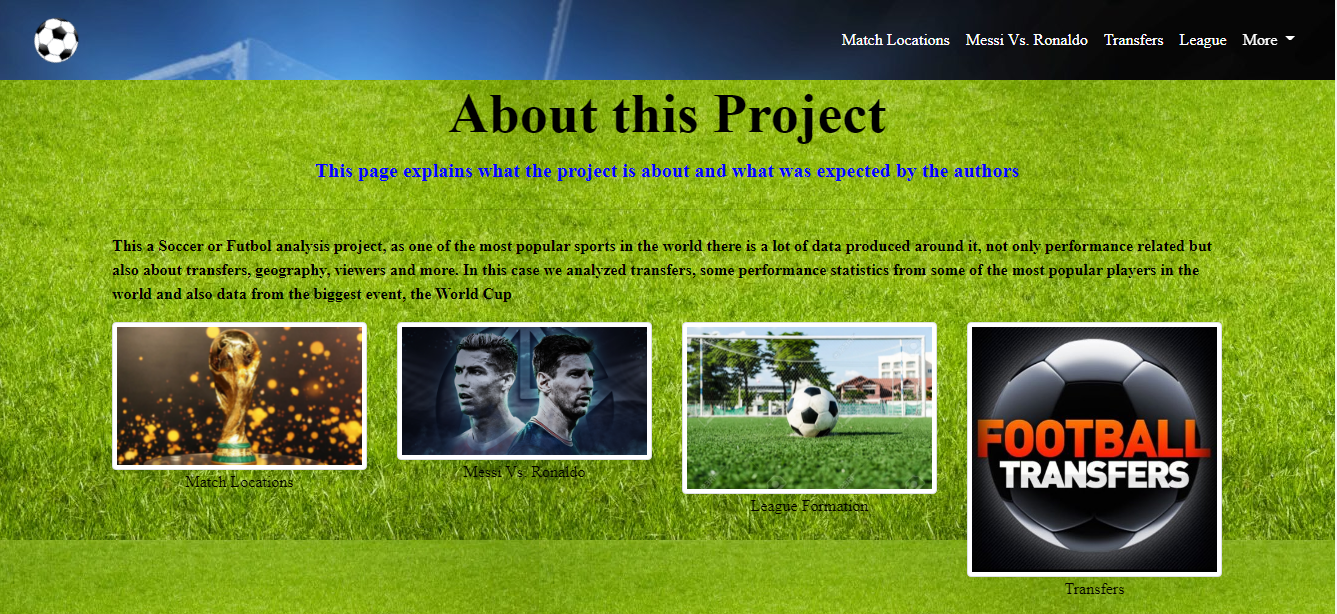 Match Locations Messi Vs. Ronaldo Transfers League More
About this Project
This page explains what the project is about and what was expected by the authors
This a Soccer or Futbol analysis project, as one of the most popular sports in the world there is a lot of data produced around it, not only performance related but
also about transfers, geography, viewers and more. In this case we analyzed transfers, some performance statistics from some of the most popular players in the
world and also data from the biggest event, the World Cup
Match Locations
Messi Vs. Ronaldo
League Formation
FOOTBALL
TRANSFERS
Transfers